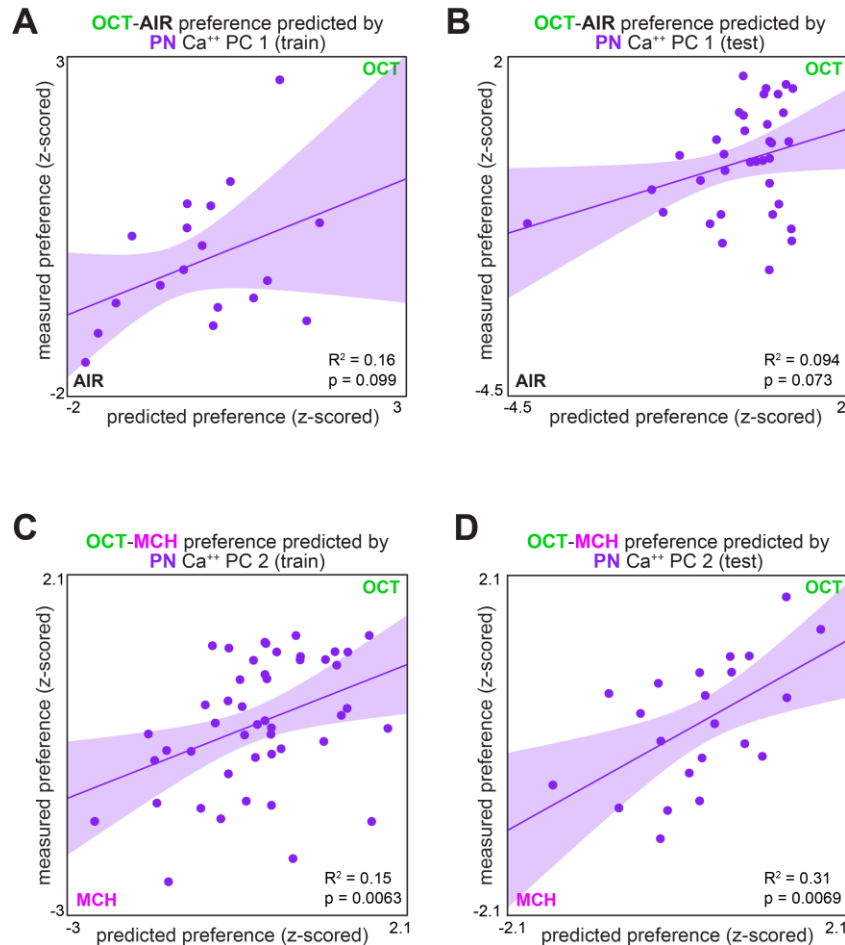 A
OCT-AIR preference predicted by
PN Ca⁺⁺ PC 1 (train)
3
OCT
measured preference (z-scored)
R² = 0.16
p = 0.099
AIR
-2
-2
3
predicted preference (z-scored)
B
OCT-AIR preference predicted by
PN Ca⁺⁺ PC 1 (test)
2
OCT
measured preference (z-scored)
R² = 0.094
p = 0.073
AIR
-4.5
-4.5
2
predicted preference (z-scored)
C
OCT-MCH preference predicted by
PN Ca⁺⁺ PC 2 (train)
2.1
OCT
measured preference (z-scored)
R² = 0.15
p = 0.0063
MCH
-3
-3
2.1
predicted preference (z-scored)
D
OCT-MCH preference predicted by
PN Ca⁺⁺ PC 2 (test)
2.1
OCT
measured preference (z-scored)
R² = 0.31
p = 0.0069
MCH
-2.1
-2.1
2.1
predicted preference (z-scored)